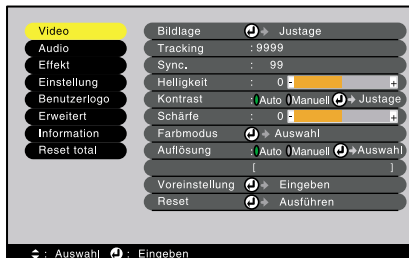 Video
Audio
Effekt
Einstellung
Benutzerlogo
Erweitert
Information
Reset total
Bildlage Justage
Tracking :9999
Sync. : 99
Helligkeit : 0 - +
Kontrast :Auto Manuell Justage
Schärfe : 0 - +
Farbmodus Auswahl
Auflösung :Auto Manuell Auswahl
[ ]
Voreinstellung Eingeben
Reset Ausführen
: Auswahl : Eingeben